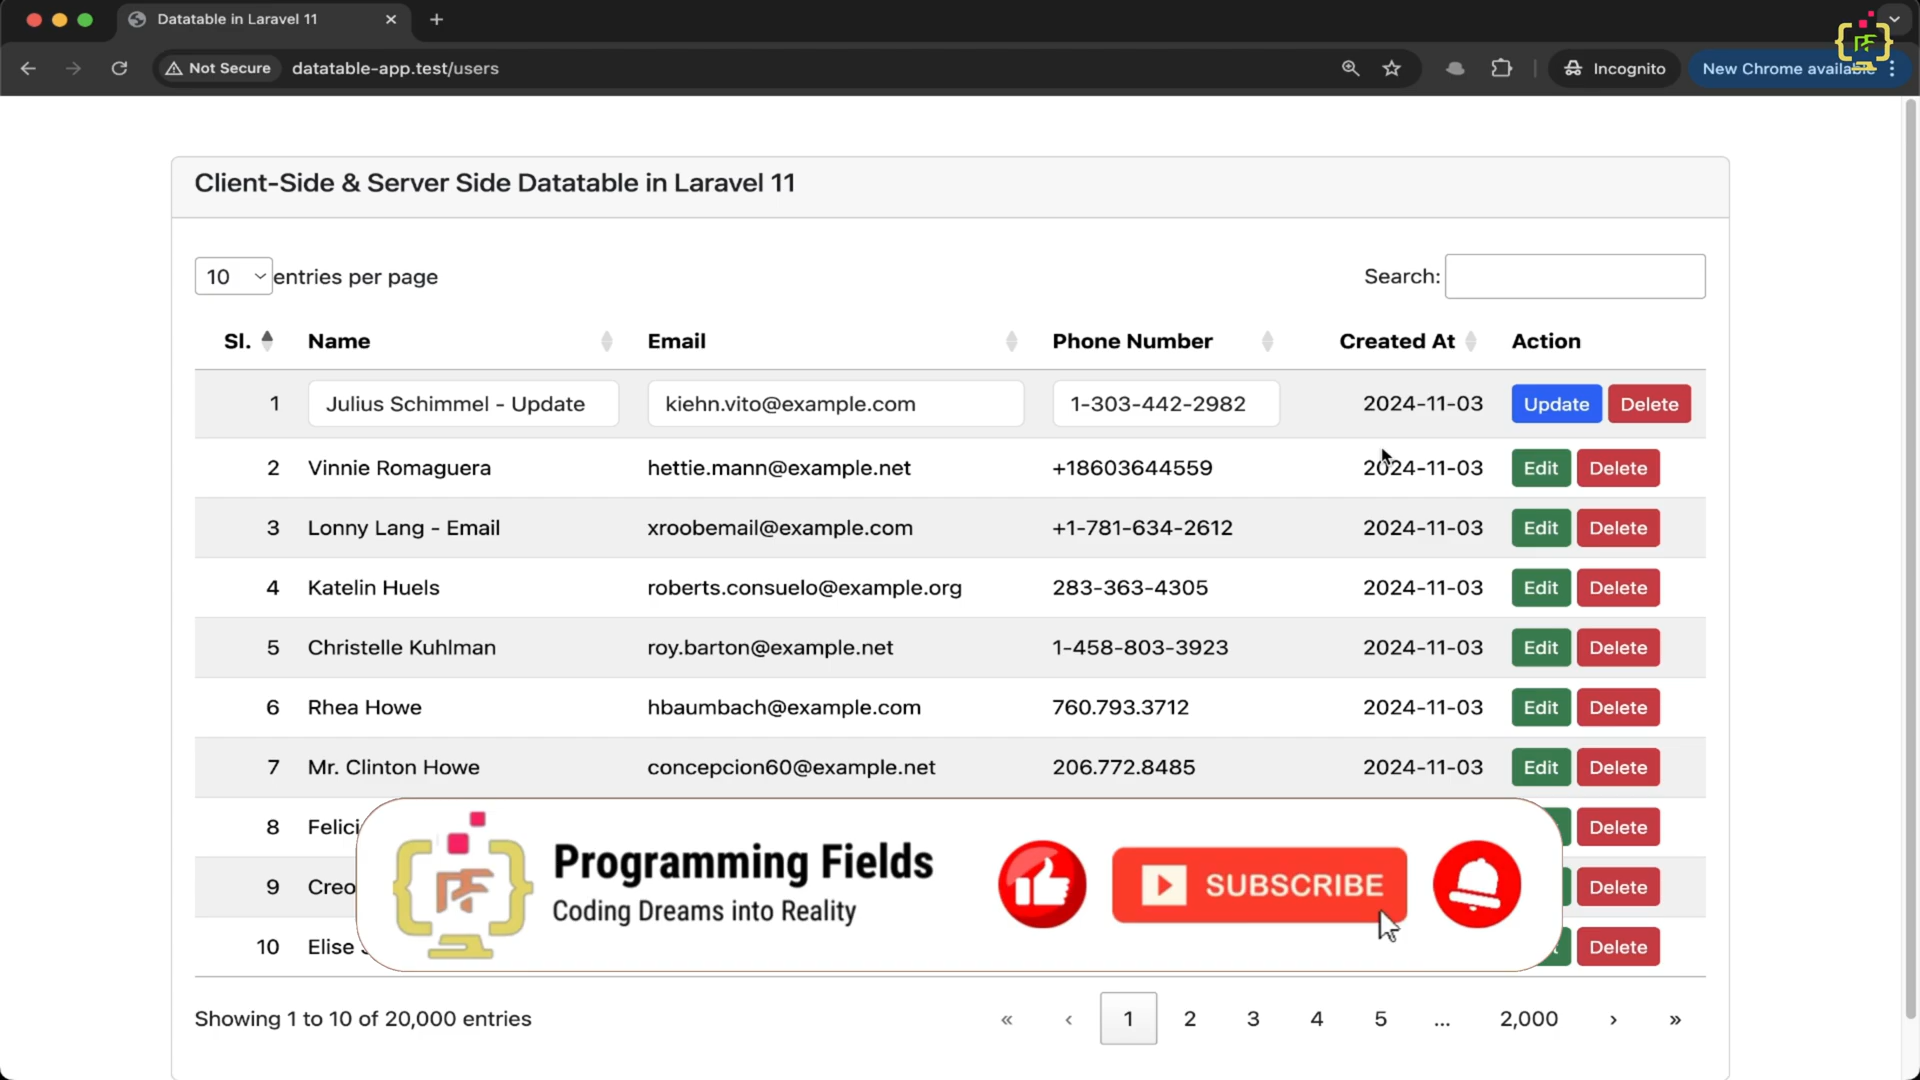 Datatable in Laravel 11
Not Secure datatable-app.test/users Incognito New Chrome available
Client-Side & Server Side Datatable in Laravel 11
10 entries per page Search:
Sl. Name Email Phone Number Created At Action
1 Julius Schimmel - Update kiehn.vito@example.com 1-303-442-2982 2024-11-03 Update Delete
2 Vinnie Romaguera hettie.mann@example.net +18603644559 2024-11-03 Edit Delete
3 Lonny Lang - Email xroobemail@example.com +1-781-634-2612 2024-11-03 Edit Delete
4 Katelin Huels roberts.consuelo@example.org 283-363-4305 2024-11-03 Edit Delete
5 Christelle Kuhlman roy.barton@example.net 1-458-803-3923 2024-11-03 Edit Delete
6 Rhea Howe hbaumbach@example.com 760.793.3712 2024-11-03 Edit Delete
7 Mr. Clinton Howe concepcion60@example.net 206.772.8485 2024-11-03 Edit Delete
8 Felici Delete
9 Creo Delete
10 Elise Delete
PF
Programming Fields
Coding Dreams into Reality
SUBSCRIBE
Showing 1 to 10 of 20,000 entries « ‹ 1 2 3 4 5 ... 2,000 › »